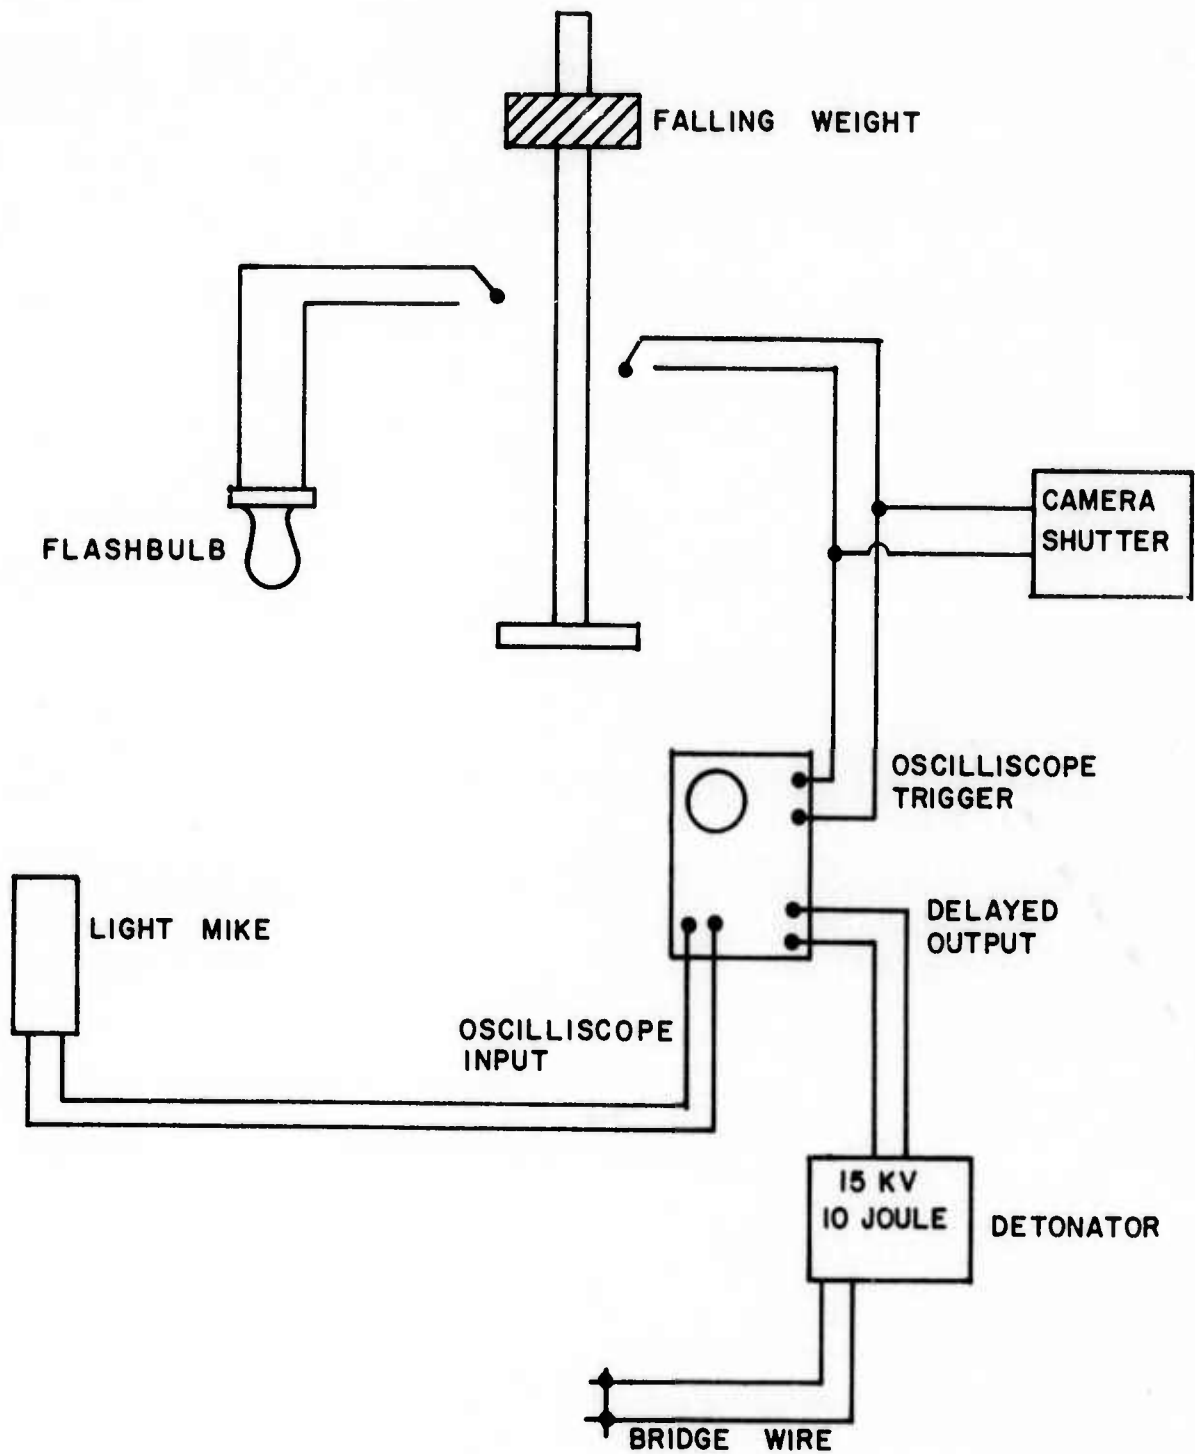 FALLING WEIGHT
FLASHBULB
CAMERA
SHUTTER
OSCILLISCOPE
TRIGGER
LIGHT MIKE
DELAYED
OUTPUT
OSCILLISCOPE
INPUT
15 KV
10 JOULE
DETONATOR
BRIDGE WIRE